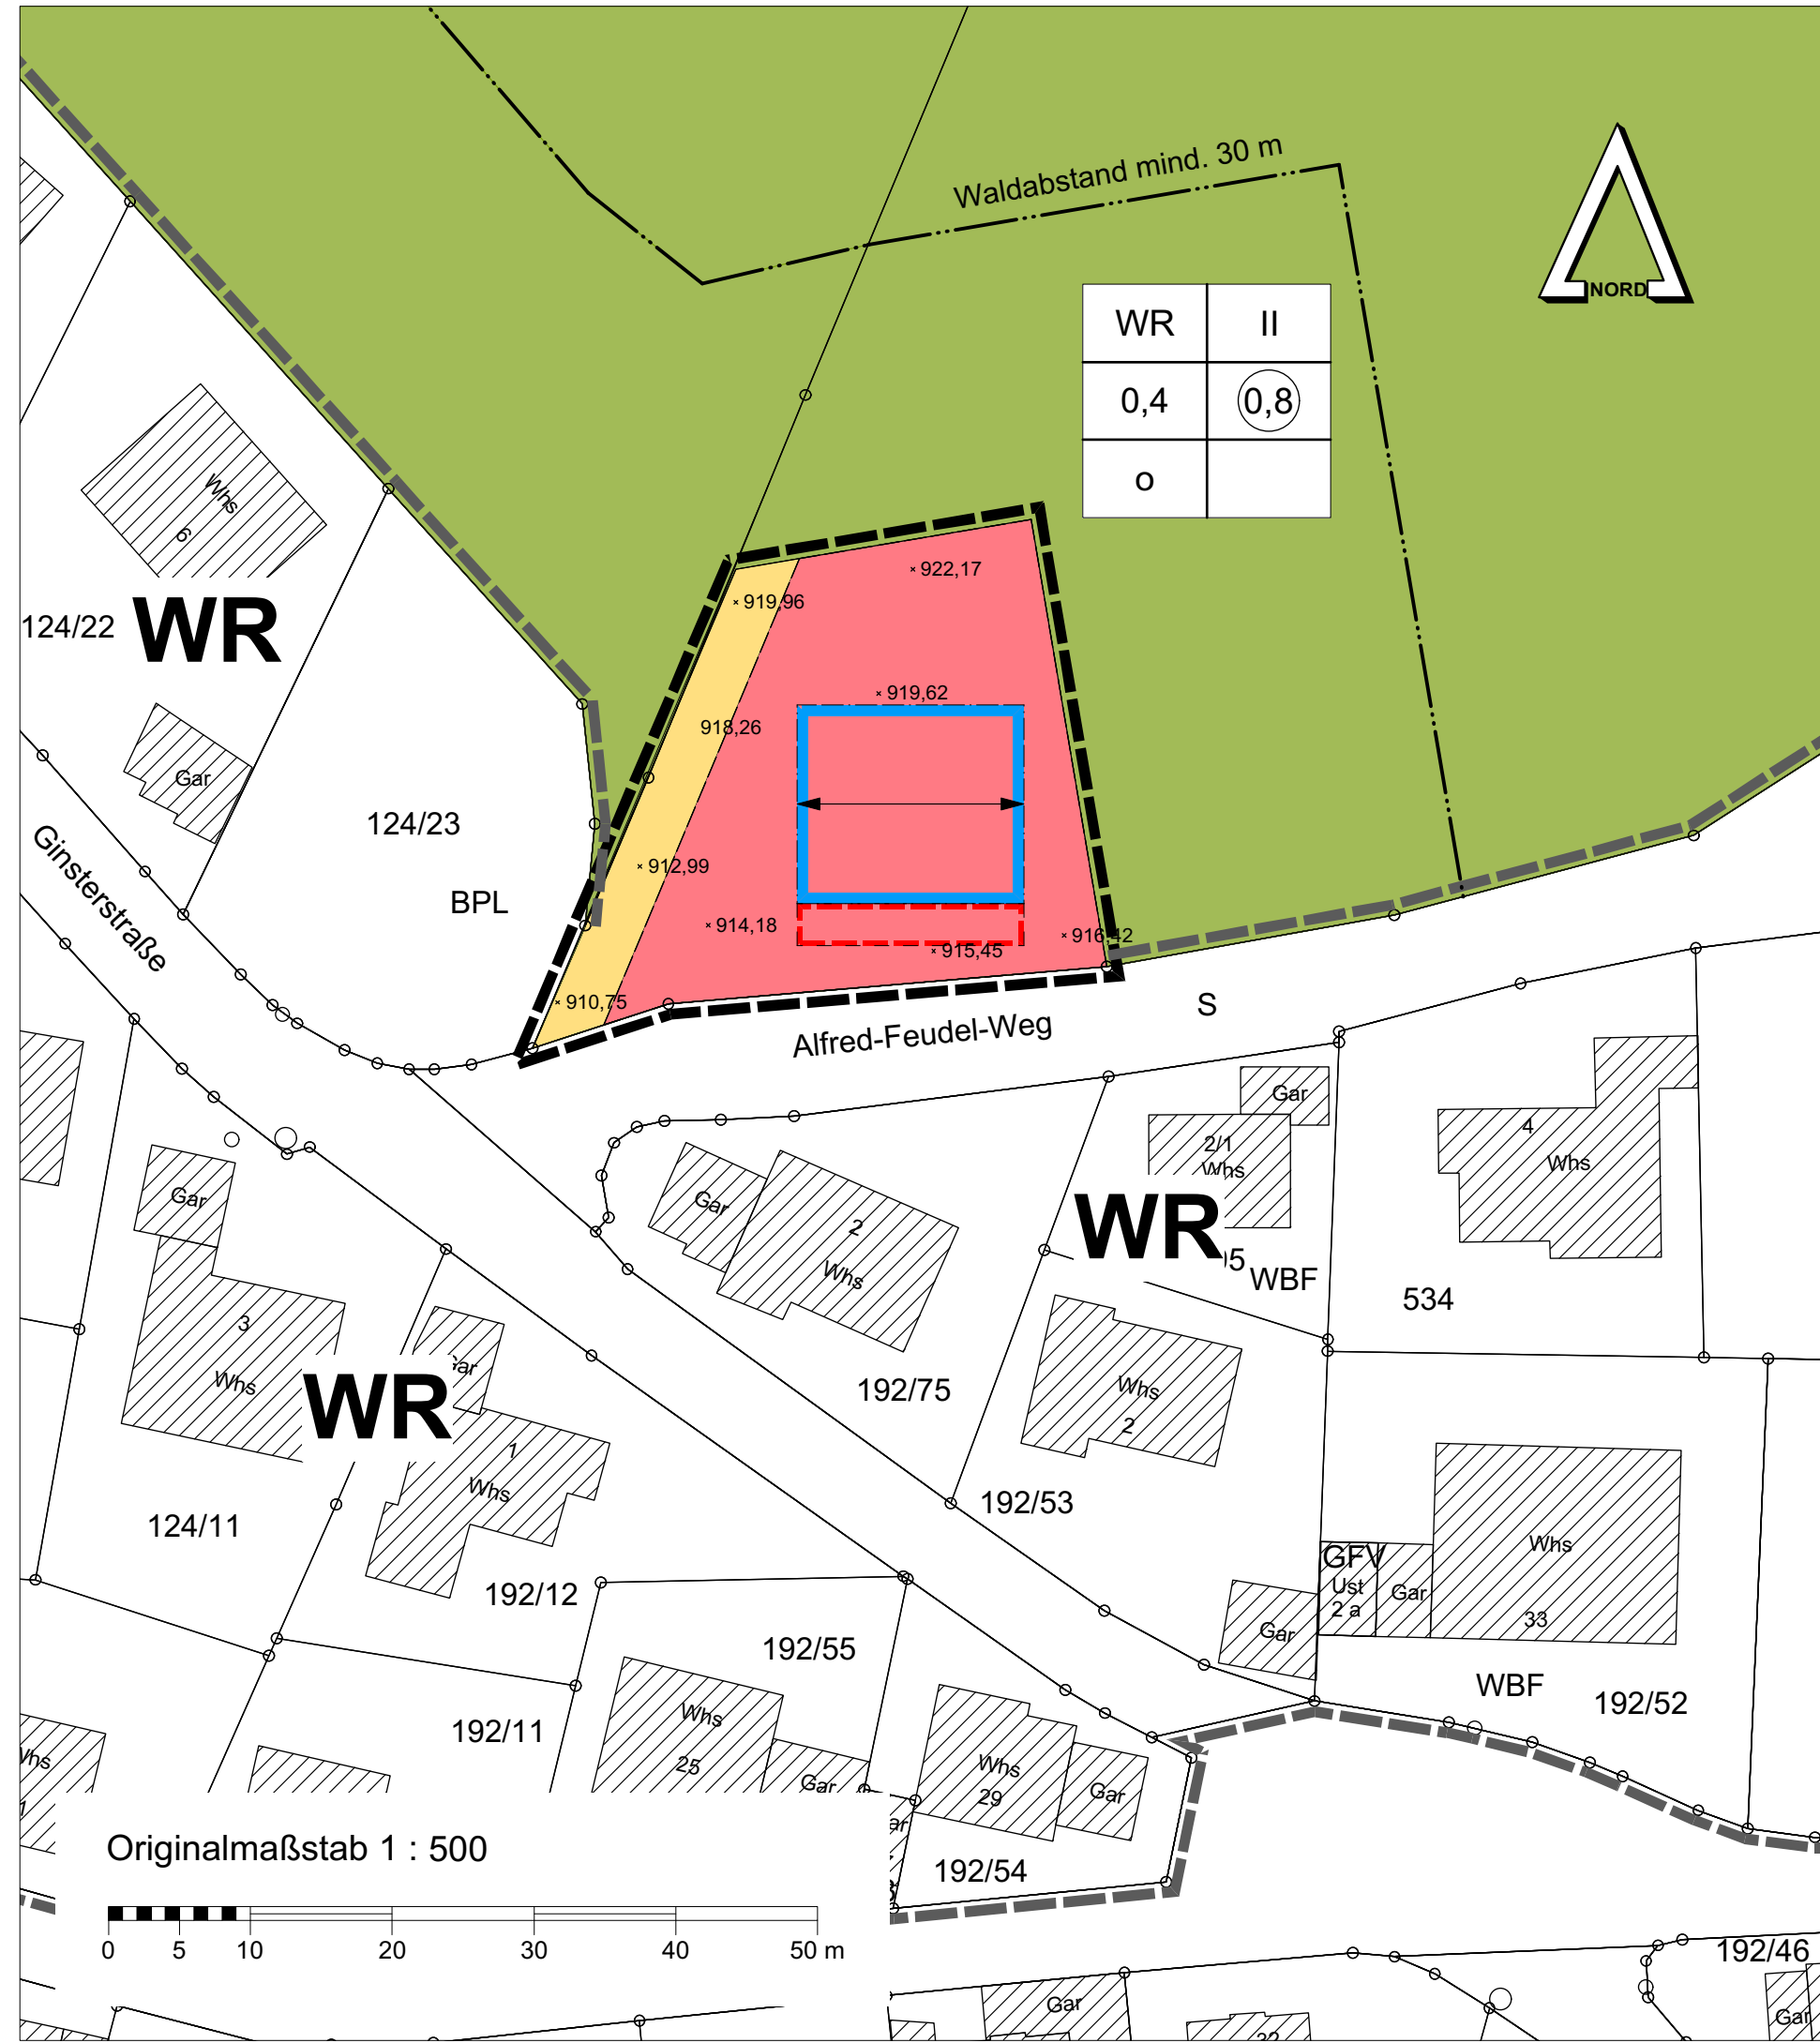 Waldabstand mind. 30 m
NORD
WR II
0,4 0,8
o
922,17
919,96
919,62
918,26
912,99
914,18
915,45
916,42
910,75
Whs
6
124/22
WR
Gar
124/23
BPL
Ginsterstraße
S
Alfred-Feudel-Weg
Gar
2/1
Whs
4
Whs
Gar
Gar
2
Whs
WR
WBF
534
3
Whs
WR
1
Whs
192/75
Whs
2
192/53
124/11
192/12
GFV
Ust
2 a
Gar
Whs
33
Gar
192/55
WBF
192/52
192/11
Whs
25
Gar
Whs
29
Gar
192/54
Originalmaßstab 1 : 500
0 5 10 20 30 40 50 m
192/46
Gar
Gar